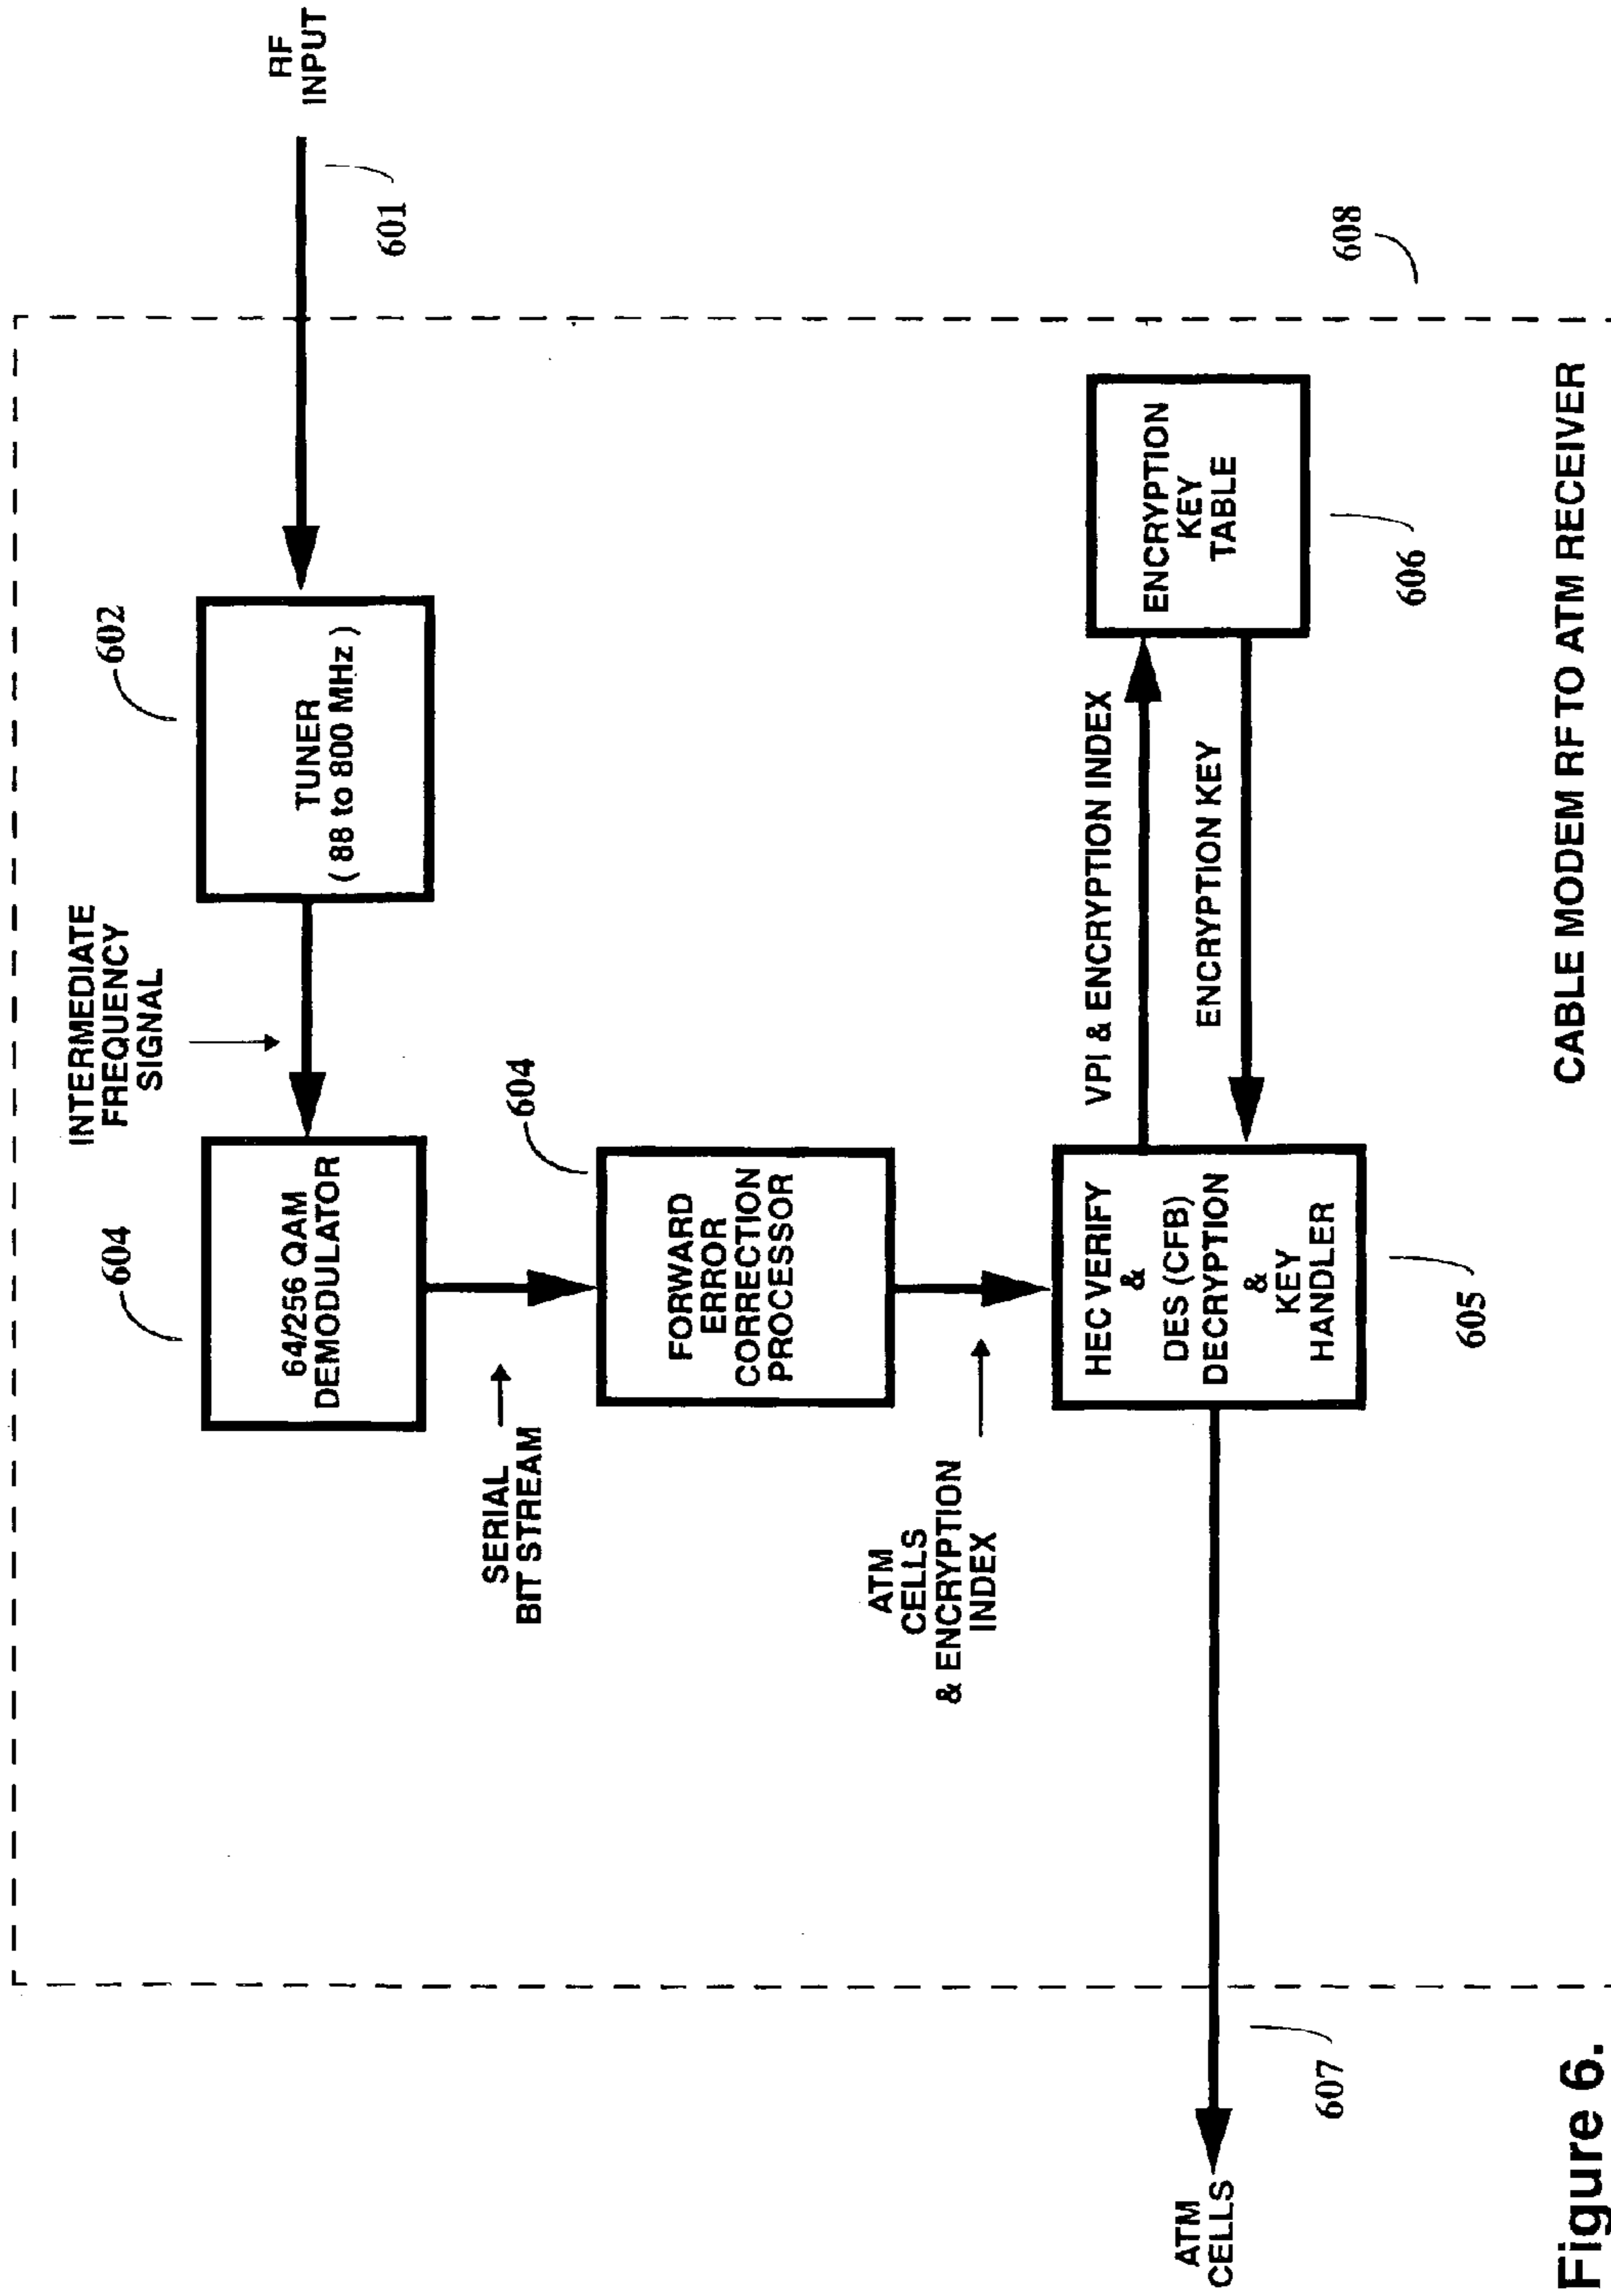 RF
INPUT
601
602
TUNER
( 88 to 800 MHz )
INTERMEDIATE
FREQUENCY
SIGNAL
604
64/256 QAM
DEMODULATOR
SERIAL
BIT STREAM
604
FORWARD
ERROR
CORRECTION
PROCESSOR
ATM
CELLS
& ENCRYPTION
INDEX
HEC VERIFY
&
DES (CFB)
DECRYPTION
&
KEY
HANDLER
605
VPI & ENCRYPTION INDEX
ENCRYPTION KEY
ENCRYPTION
KEY
TABLE
606
608
607
ATM
CELLS
CABLE MODEM RF TO ATM RECEIVER
Figure 6.